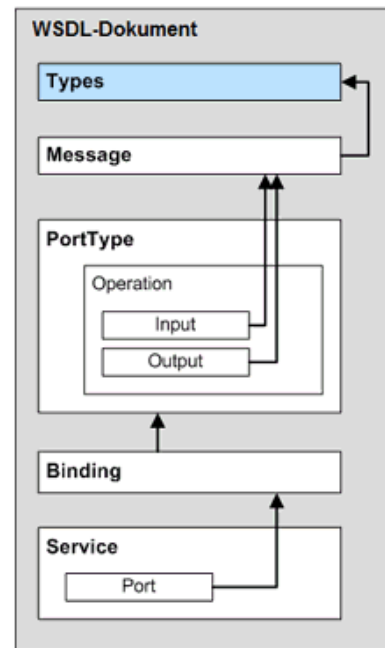 WSDL-Dokument
Types
Message
PortType
Operation
Input
Output
Binding
Service
Port